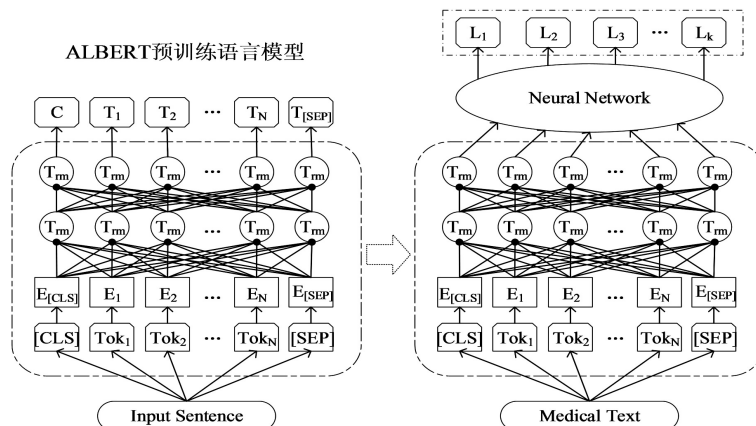 ALBERT预训练语言模型
C T1 T2 ... TN T[SEP]
Trm Trm Trm ... Trm Trm
Trm Trm Trm ... Trm Trm
E[CLS] E1 E2 ... EN E[SEP]
[CLS] Tok1 Tok2 ... TokN [SEP]
Input Sentence
L1 L2 L3 ... Lk
Neural Network
Trm Trm Trm ... Trm Trm
Trm Trm Trm ... Trm Trm
E[CLS] E1 E2 ... EN E[SEP]
[CLS] Tok1 Tok2 ... TokN [SEP]
Medical Text